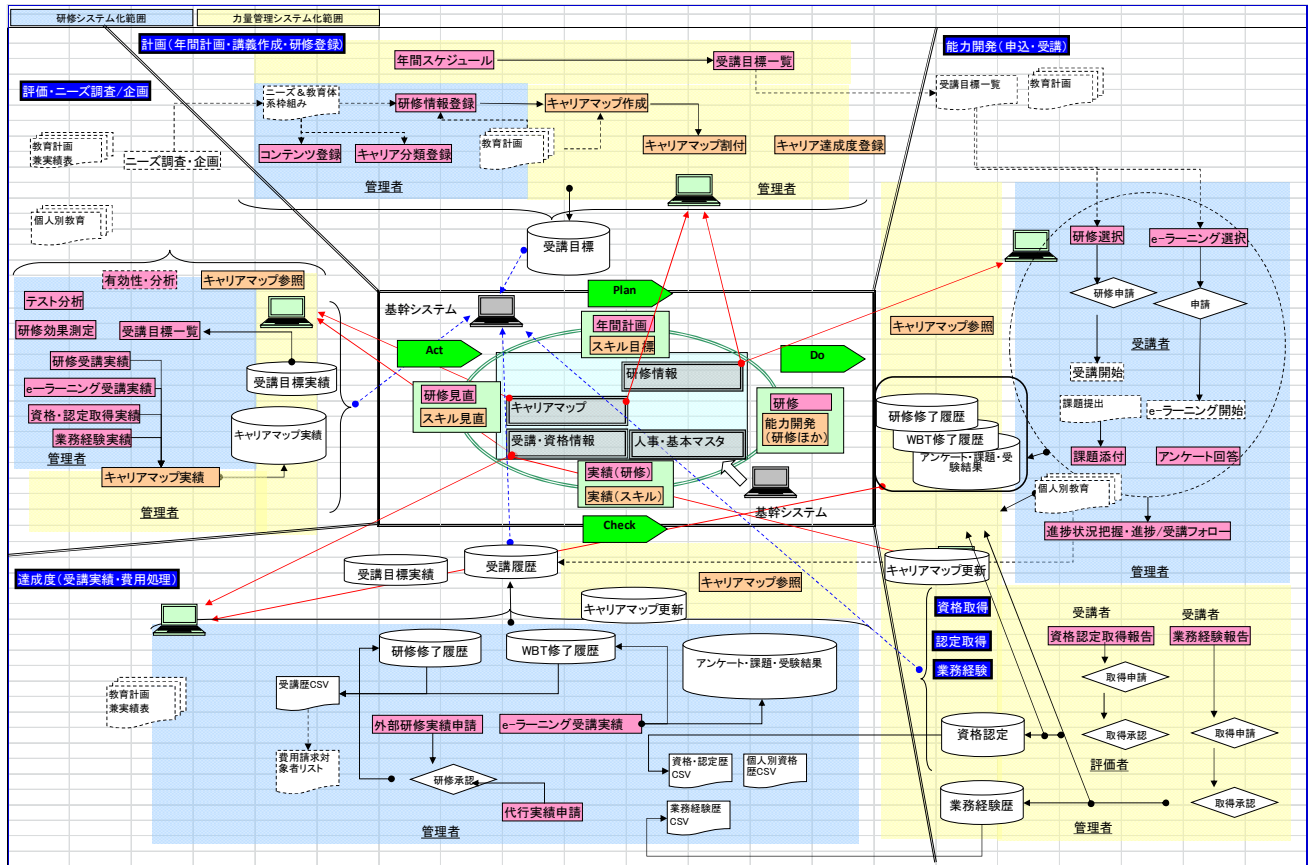 研修システム化範囲
力量管理システム化範囲
計画(年間計画・講義作成・研修登録)
年間スケジュール
受講目標一覧
能力開発(申込・受講)
評価・ニーズ調査/企画
ニーズ&教育体
系枠組み
研修情報登録
キャリアマップ作成
受講目標一覧
教育計画
教育計画
兼実績表
ニーズ調査・企画
コンテンツ登録
キャリア分類登録
教育計画
キャリアマップ割付
キャリア達成度登録
管理者
管理者
個人別教育
受講目標
研修選択
e-ラーニング選択
有効性・分析
キャリアマップ参照
テスト分析
研修効果測定
受講目標一覧
研修受講実績
e-ラーニング受講実績
資格・認定取得実績
業務経験実績
管理者
キャリアマップ実績
管理者
受講目標実績
キャリアマップ実績
基幹システム
Plan
年間計画
スキル目標
Act
Do
研修情報
研修見直
スキル見直
キャリアマップ
研修
能力開発
(研修ほか)
受講・資格情報
人事・基本マスタ
実績(研修)
実績(スキル)
基幹システム
Check
キャリアマップ参照
研修申請
申請
受講者
受講開始
課題提出
e-ラーニング開始
研修修了履歴
WBT修了履歴
アンケート・課題・受
験結果
課題添付
アンケート回答
個人別教育
進捗状況把握・進捗/受講フォロー
管理者
達成度(受講実績・費用処理)
受講目標実績
受講履歴
キャリアマップ参照
キャリアマップ更新
キャリアマップ更新
資格取得
認定取得
業務経験
受講者
受講者
資格認定取得報告
業務経験報告
取得申請
取得承認
取得申請
取得承認
評価者
資格認定
業務経験歴
管理者
教育計画
兼実績表
研修修了履歴
WBT修了履歴
アンケート・課題・受験結果
受講歴CSV
外部研修実績申請
e-ラーニング受講実績
費用請求対
象者リスト
研修承認
代行実績申請
管理者
資格・認定歴
CSV
個人別資格
歴CSV
業務経験歴
CSV